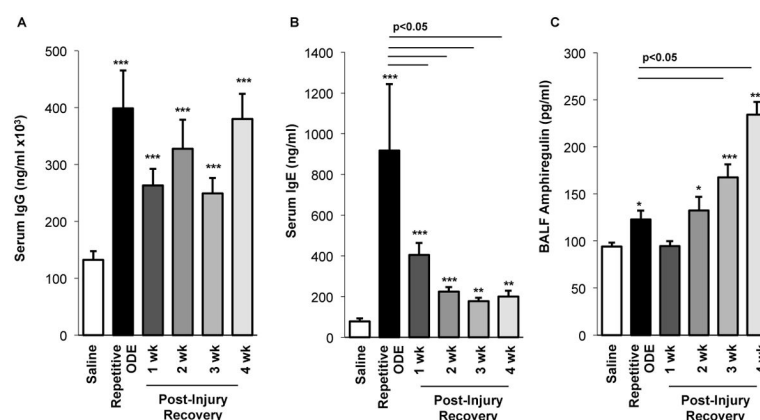 A
Serum IgG (ng/ml x10³)
500
400
300
200
100
0
***
***
***
***
***
Saline
Repetitive ODE
1 wk
2 wk
3 wk
4 wk
Post-Injury
Recovery
B
p<0.05
Serum IgE (ng/ml)
1400
1200
1000
800
600
400
200
0
***
***
***
**
**
Saline
Repetitive ODE
1 wk
2 wk
3 wk
4 wk
Post-Injury
Recovery
C
p<0.05
BALF Amphiregulin (pg/ml)
300
250
200
150
100
50
0
*
*
***
**
Saline
Repetitive ODE
1 wk
2 wk
3 wk
4 w
Post-Injury
Recovery